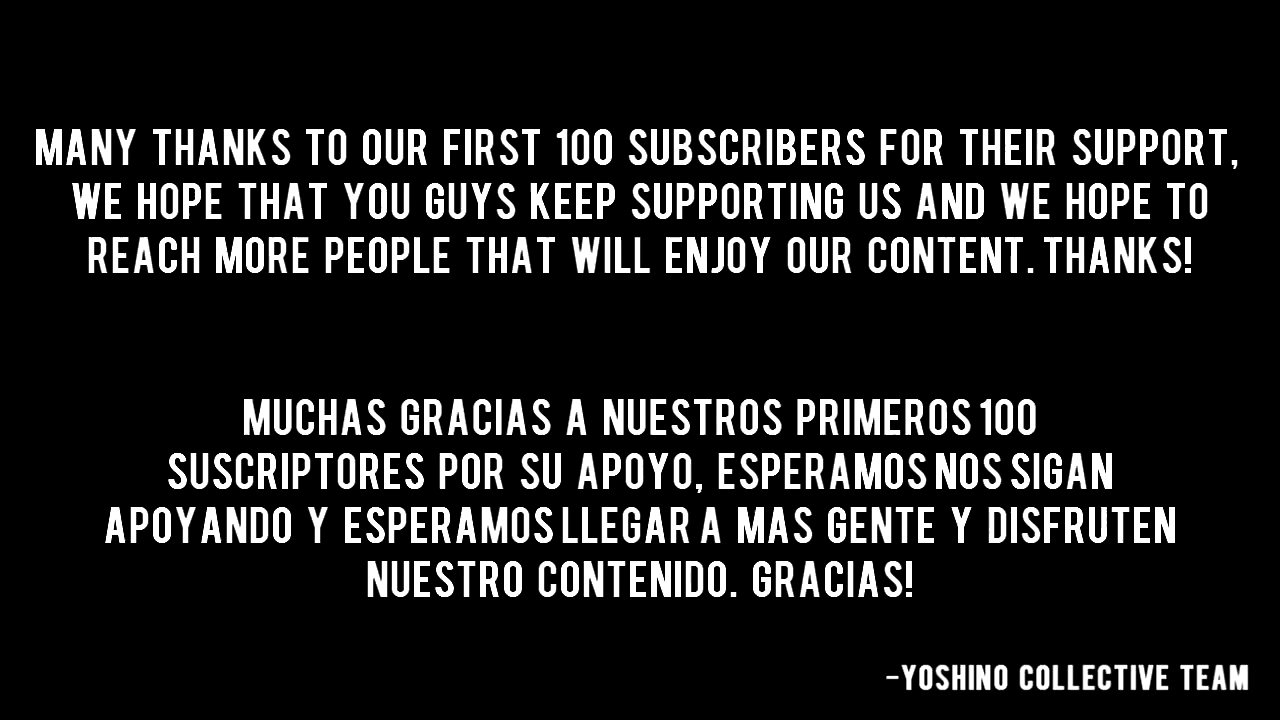 MANY THANKS TO OUR FIRST 100 SUBSCRIBERS FOR THEIR SUPPORT,
WE HOPE THAT YOU GUYS KEEP SUPPORTING US AND WE HOPE TO
REACH MORE PEOPLE THAT WILL ENJOY OUR CONTENT. THANKS!
MUCHAS GRACIAS A NUESTROS PRIMEROS 100
SUSCRIPTORES POR SU APOYO, ESPERAMOS NOS SIGAN
APOYANDO Y ESPERAMOS LLEGAR A MAS GENTE Y DISFRUTEN
NUESTRO CONTENIDO. GRACIAS!
-YOSHINO COLLECTIVE TEAM